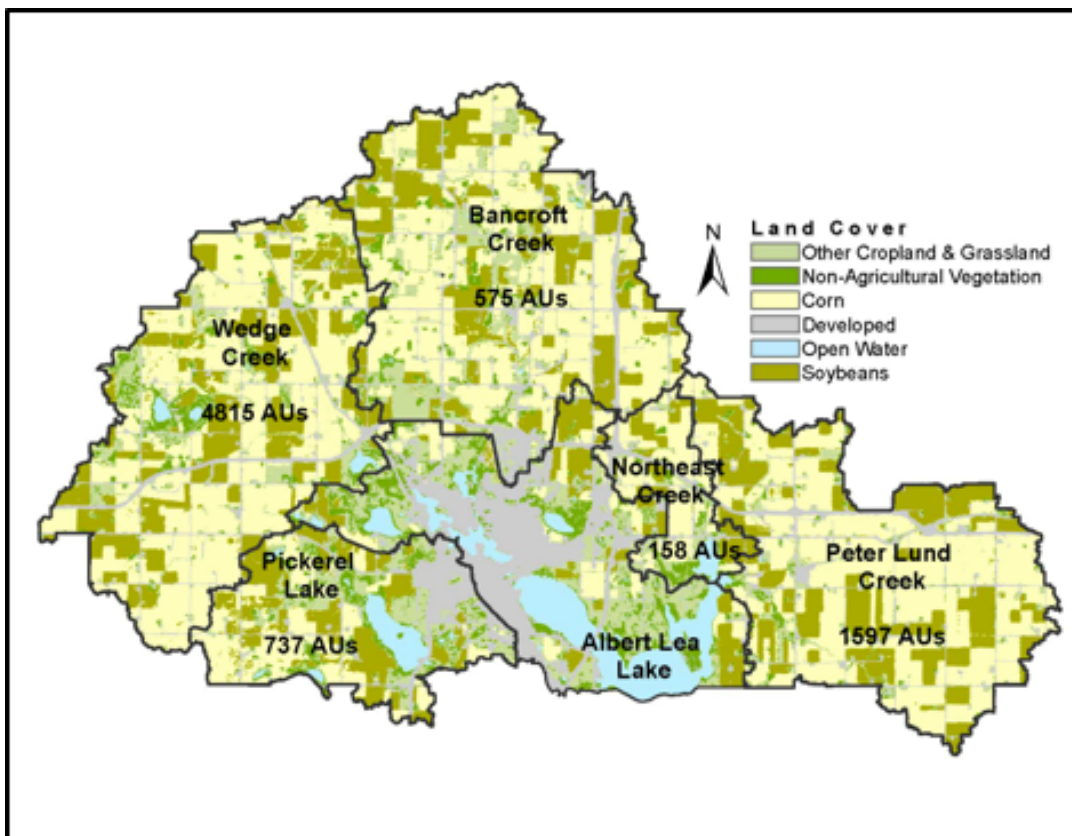 Bancroft
Creek
575 AUs
Wedge
Creek
4815 AUs
N
Land Cover
Other Cropland & Grassland
Non-Agricultural Vegetation
Corn
Developed
Open Water
Soybeans
Northeast
Creek
158 AUs
Pickerel
Lake
737 AUs
Albert Lea
Lake
Peter Lund
Creek
1597 AUs